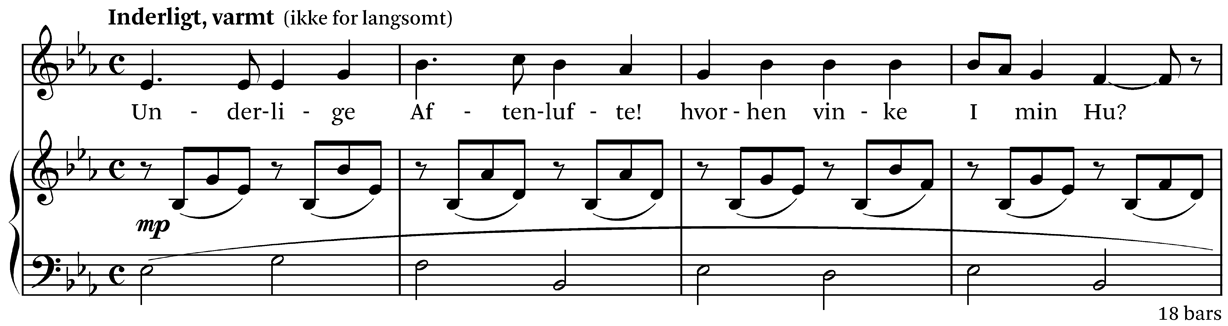 Inderligt, varmt (ikke for langsomt)
Un - der-li - ge Af - ten-luf - te! hvor-hen vin - ke I min Hu?
mp
18 bars